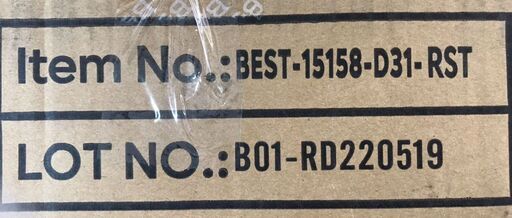 Item No.:BEST-15158-D31-RST
LOT NO.:B01-RD220519